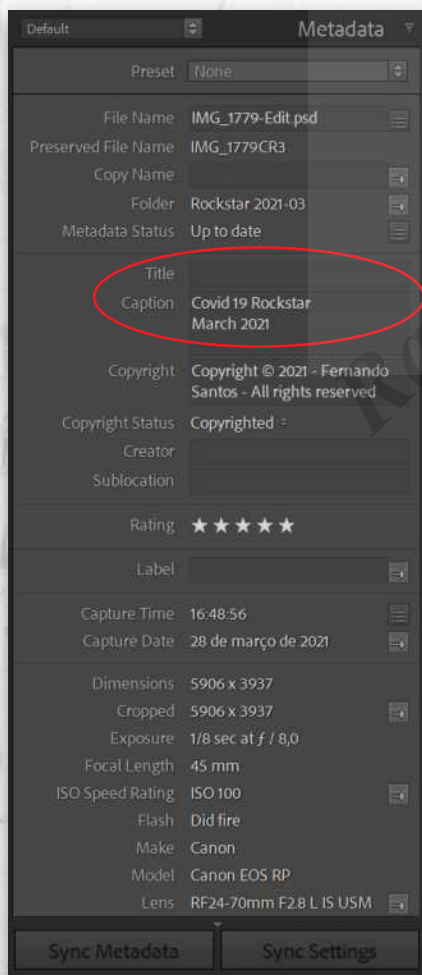 Default Metadata
Preset None
File Name IMG_1779-Edit.psd
Preserved File Name IMG_1779CR3
Copy Name
Folder Rockstar 2021-03
Metadata Status Up to date
Title
Caption Covid 19 Rockstar
March 2021
Copyright Copyright © 2021 - Fernando
Santos - All rights reserved
Copyright Status Copyrighted
Creator
Sublocation
Rating ★★★★★
Label
Capture Time 16:48:56
Capture Date 28 de março de 2021
Dimensions 5906 x 3937
Cropped 5906 x 3937
Exposure 1/8 sec at ƒ / 8,0
Focal Length 45 mm
ISO Speed Rating ISO 100
Flash Did fire
Make Canon
Model Canon EOS RP
Lens RF24-70mm F2.8 L IS USM
Sync Metadata Sync Settings